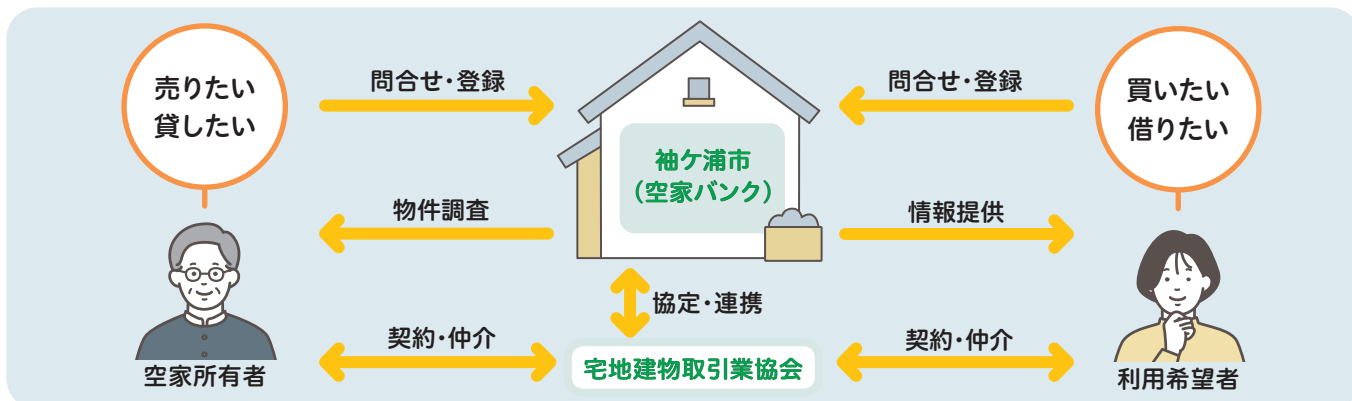 売りたい
貸したい
問合せ・登録
袖ケ浦市
（空家バンク）
問合せ・登録
買いたい
借りたい
物件調査
情報提供
協定・連携
契約・仲介
宅地建物取引業協会
契約・仲介
空家所有者
利用希望者